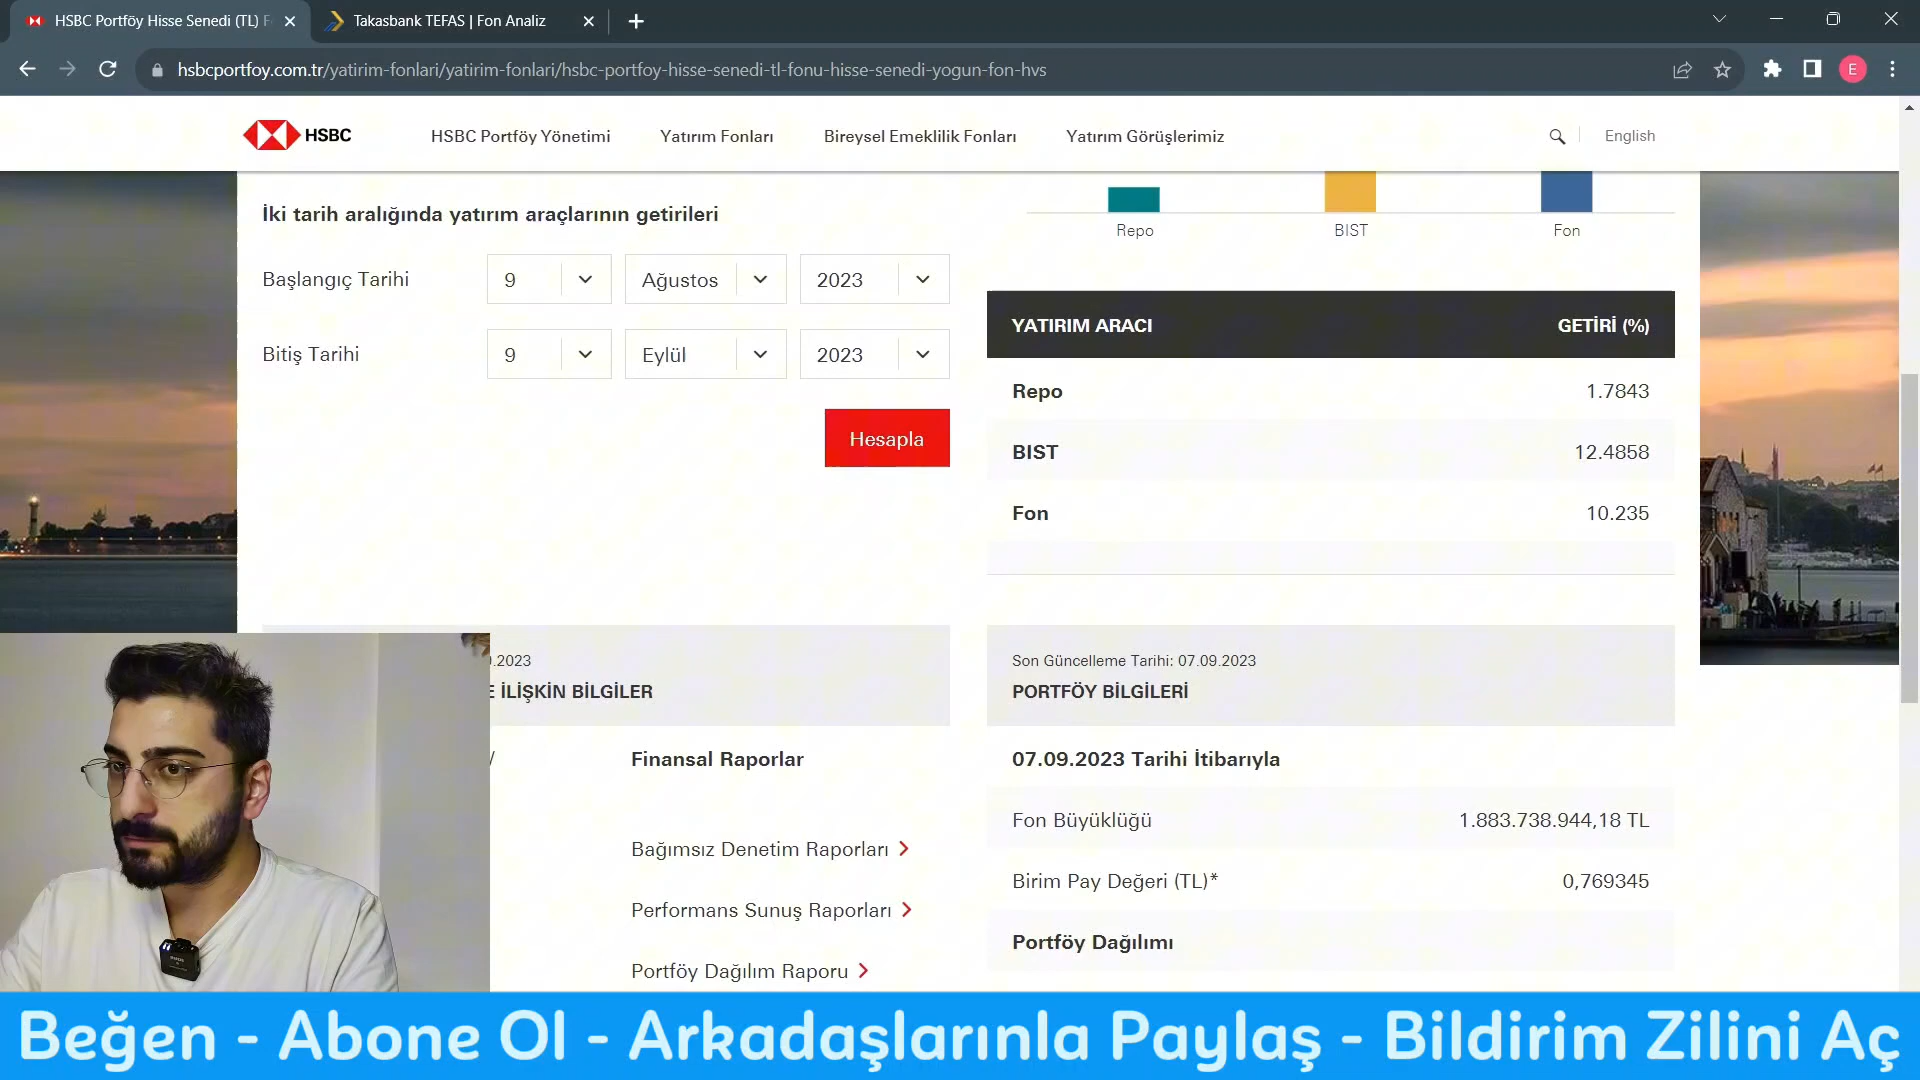 HSBC Portföy Hisse Senedi (TL) F
Takasbank TEFAS | Fon Analiz
hsbcportfoy.com.tr/yatirim-fonlari/yatirim-fonlari/hsbc-portfoy-hisse-senedi-tl-fonu-hisse-senedi-yogun-fon-hvs
E
HSBC
HSBC Portföy Yönetimi
Yatırım Fonları
Bireysel Emeklilik Fonları
Yatırım Görüşlerimiz
English
İki tarih aralığında yatırım araçlarının getirileri
Başlangıç Tarihi
9
Ağustos
2023
Bitiş Tarihi
9
Eylül
2023
Hesapla
Repo
BIST
Fon
YATIRIM ARACI
GETİRİ (%)
Repo
1.7843
BIST
12.4858
Fon
10.235
.2023
E İLİŞKİN BİLGİLER
/
Finansal Raporlar
Bağımsız Denetim Raporları
Performans Sunuş Raporları
Portföy Dağılım Raporu
Son Güncelleme Tarihi: 07.09.2023
PORTFÖY BİLGİLERİ
07.09.2023 Tarihi İtibarıyla
Fon Büyüklüğü
1.883.738.944,18 TL
Birim Pay Değeri (TL)*
0,769345
Portföy Dağılımı
Beğen - Abone Ol - Arkadaşlarınla Paylaş - Bildirim Zilini Aç